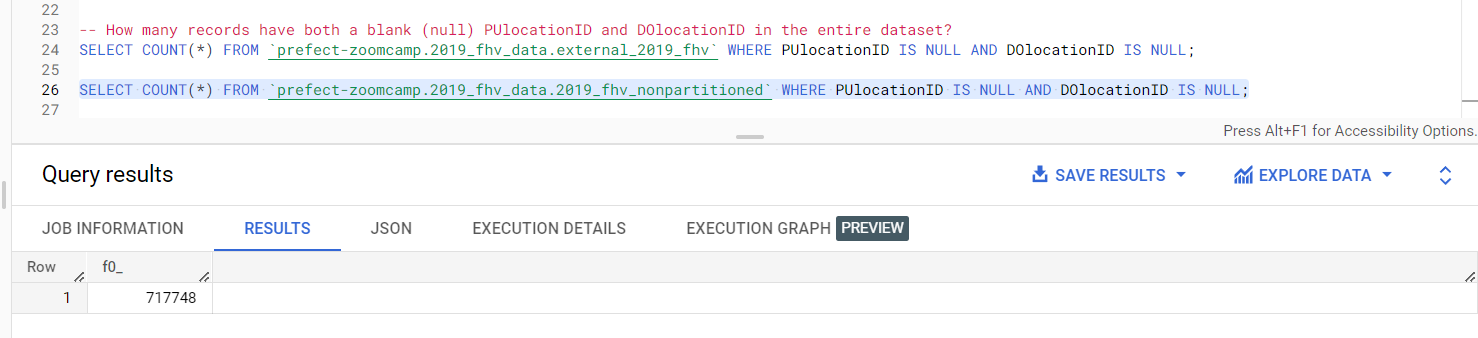 22
23 -- How many records have both a blank (null) PUlocationID and DOlocationID in the entire dataset?
24 SELECT COUNT(*) FROM `prefect-zoomcamp.2019_fhv_data.external_2019_fhv` WHERE PUlocationID IS NULL AND DOlocationID IS NULL;
25
26 SELECT COUNT(*) FROM `prefect-zoomcamp.2019_fhv_data.2019_fhv_nonpartitioned` WHERE PUlocationID IS NULL AND DOlocationID IS NULL;
27
Press Alt+F1 for Accessibility Options.
Query results SAVE RESULTS EXPLORE DATA
JOB INFORMATION RESULTS JSON EXECUTION DETAILS EXECUTION GRAPH PREVIEW
Row f0_
1 717748